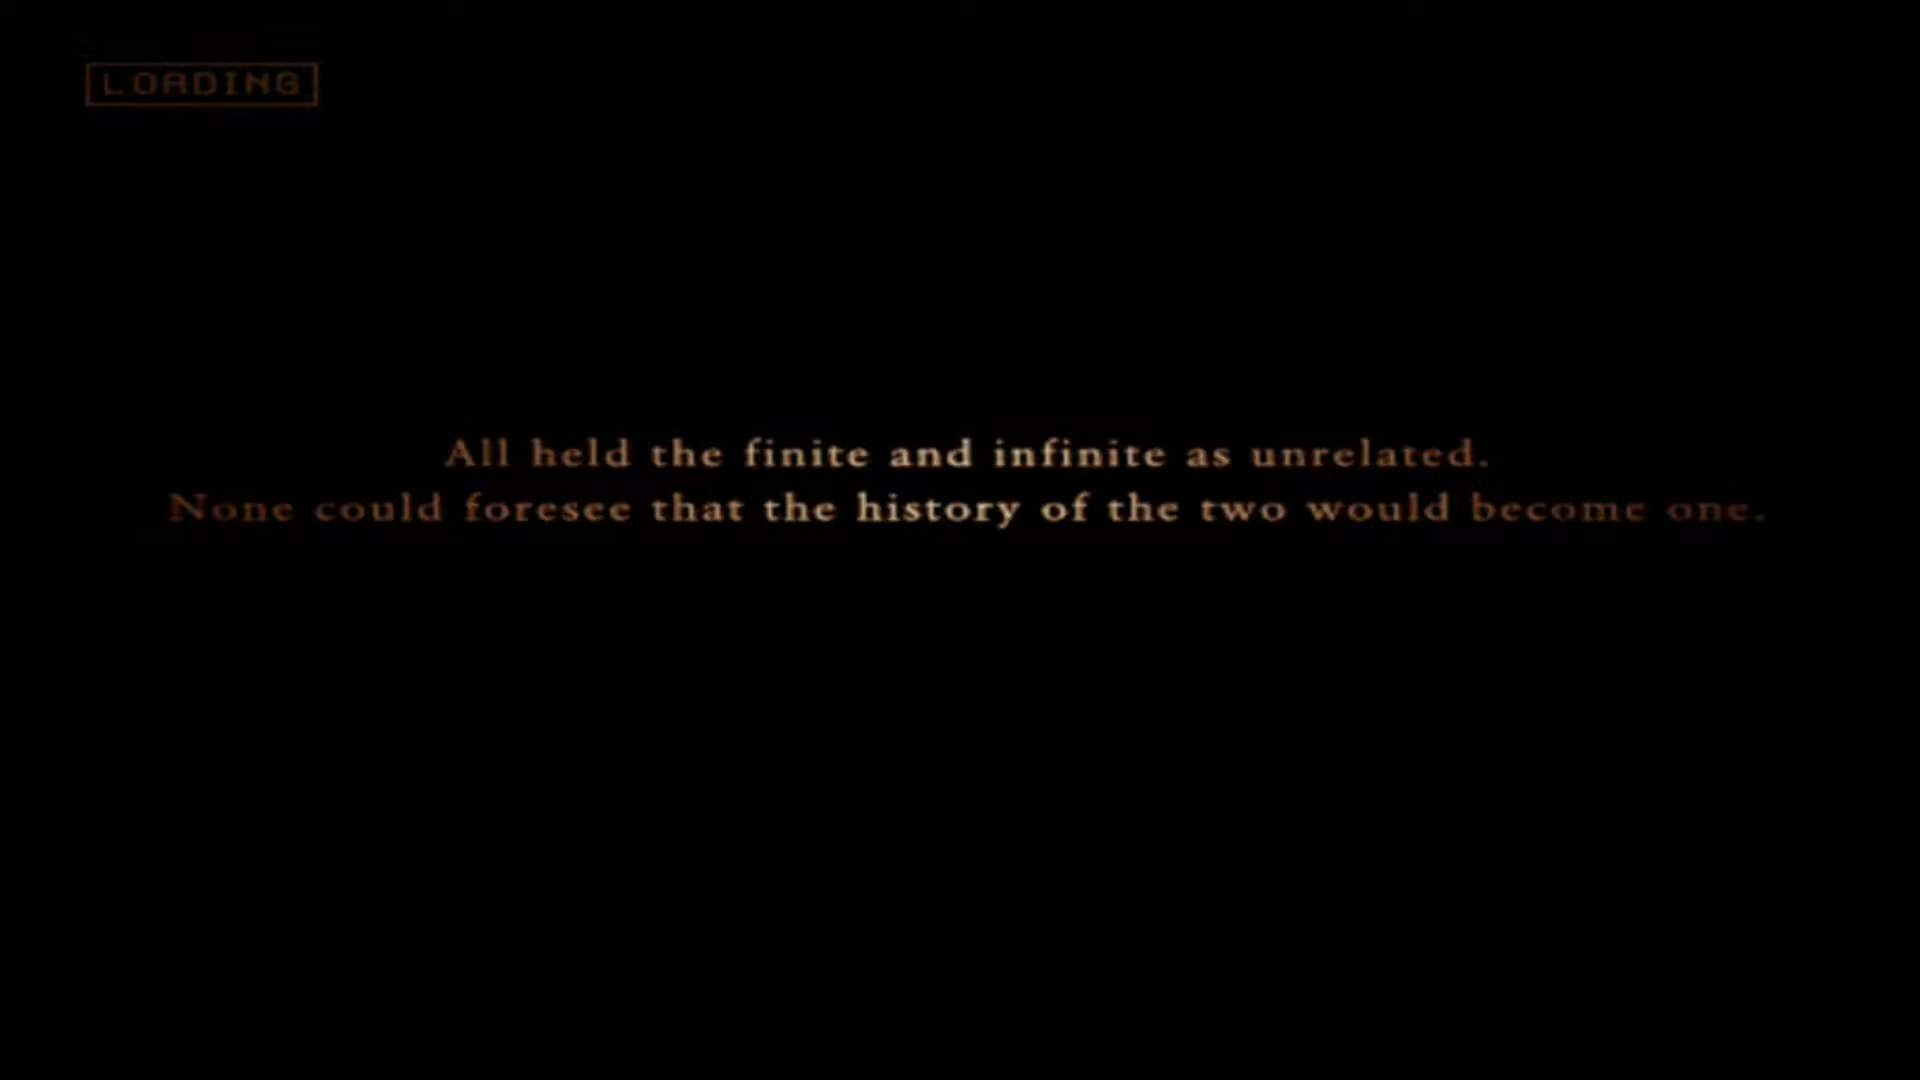 LOADING
All held the finite and infinite as unrelated.
None could foresee that the history of the two would become one.